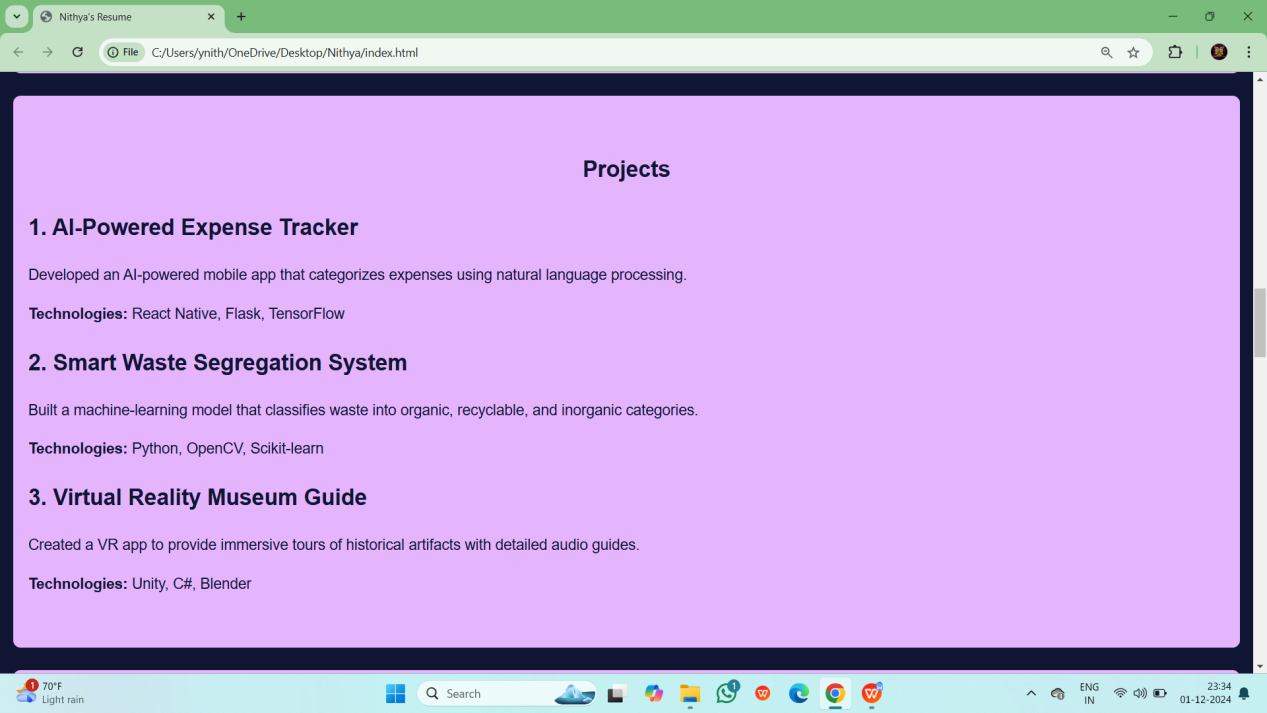 Nithya's Resume
File
C:/Users/ynith/OneDrive/Desktop/Nithya/index.html
Projects
1. AI-Powered Expense Tracker
Developed an AI-powered mobile app that categorizes expenses using natural language processing.
Technologies: React Native, Flask, TensorFlow
2. Smart Waste Segregation System
Built a machine-learning model that classifies waste into organic, recyclable, and inorganic categories.
Technologies: Python, OpenCV, Scikit-learn
3. Virtual Reality Museum Guide
Created a VR app to provide immersive tours of historical artifacts with detailed audio guides.
Technologies: Unity, C#, Blender
1
70°F
Light rain
Search
1
ENG
IN
23:34
01-12-2024